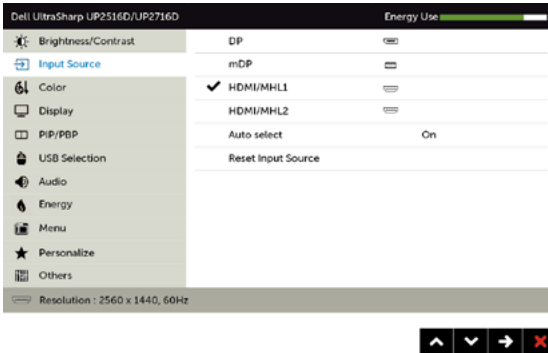 Dell UltraSharp UP2516D/UP2716D Energy Use
Brightness/Contrast DP
Input Source mDP
Color HDMI/MHL1
Display HDMI/MHL2
PIP/PBP Auto select On
USB Selection Reset Input Source
Audio
Energy
Menu
Personalize
Others
Resolution : 2560 x 1440, 60Hz